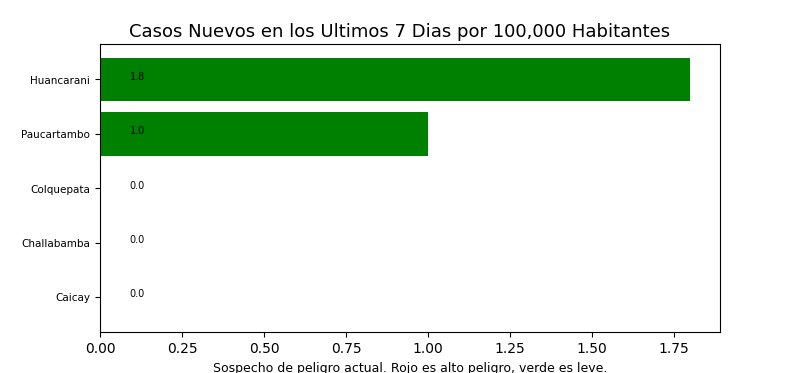 Casos Nuevos en los Ultimos 7 Dias por 100,000 Habitantes
Huancarani 1.8
Paucartambo 1.0
Colquepata 0.0
Challabamba 0.0
Caicay 0.0
0.00 0.25 0.50 0.75 1.00 1.25 1.50 1.75
Sospecho de peligro actual. Rojo es alto peligro, verde es leve.